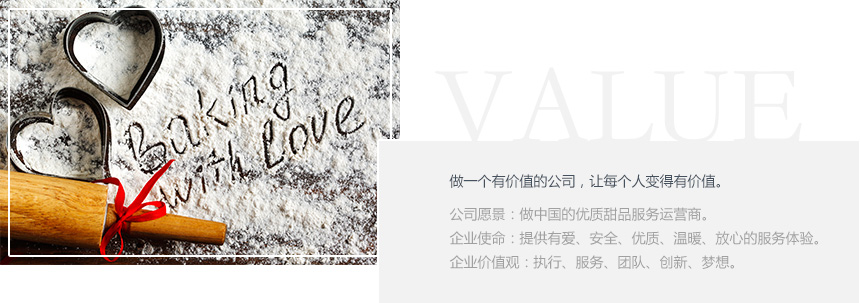 Baking
with Love
VALUE
做一个有价值的公司，让每个人变得有价值。
公司愿景：做中国的优质甜品服务运营商。
企业使命：提供有爱、安全、优质、温暖、放心的服务体验。
企业价值观：执行、服务、团队、创新、梦想。